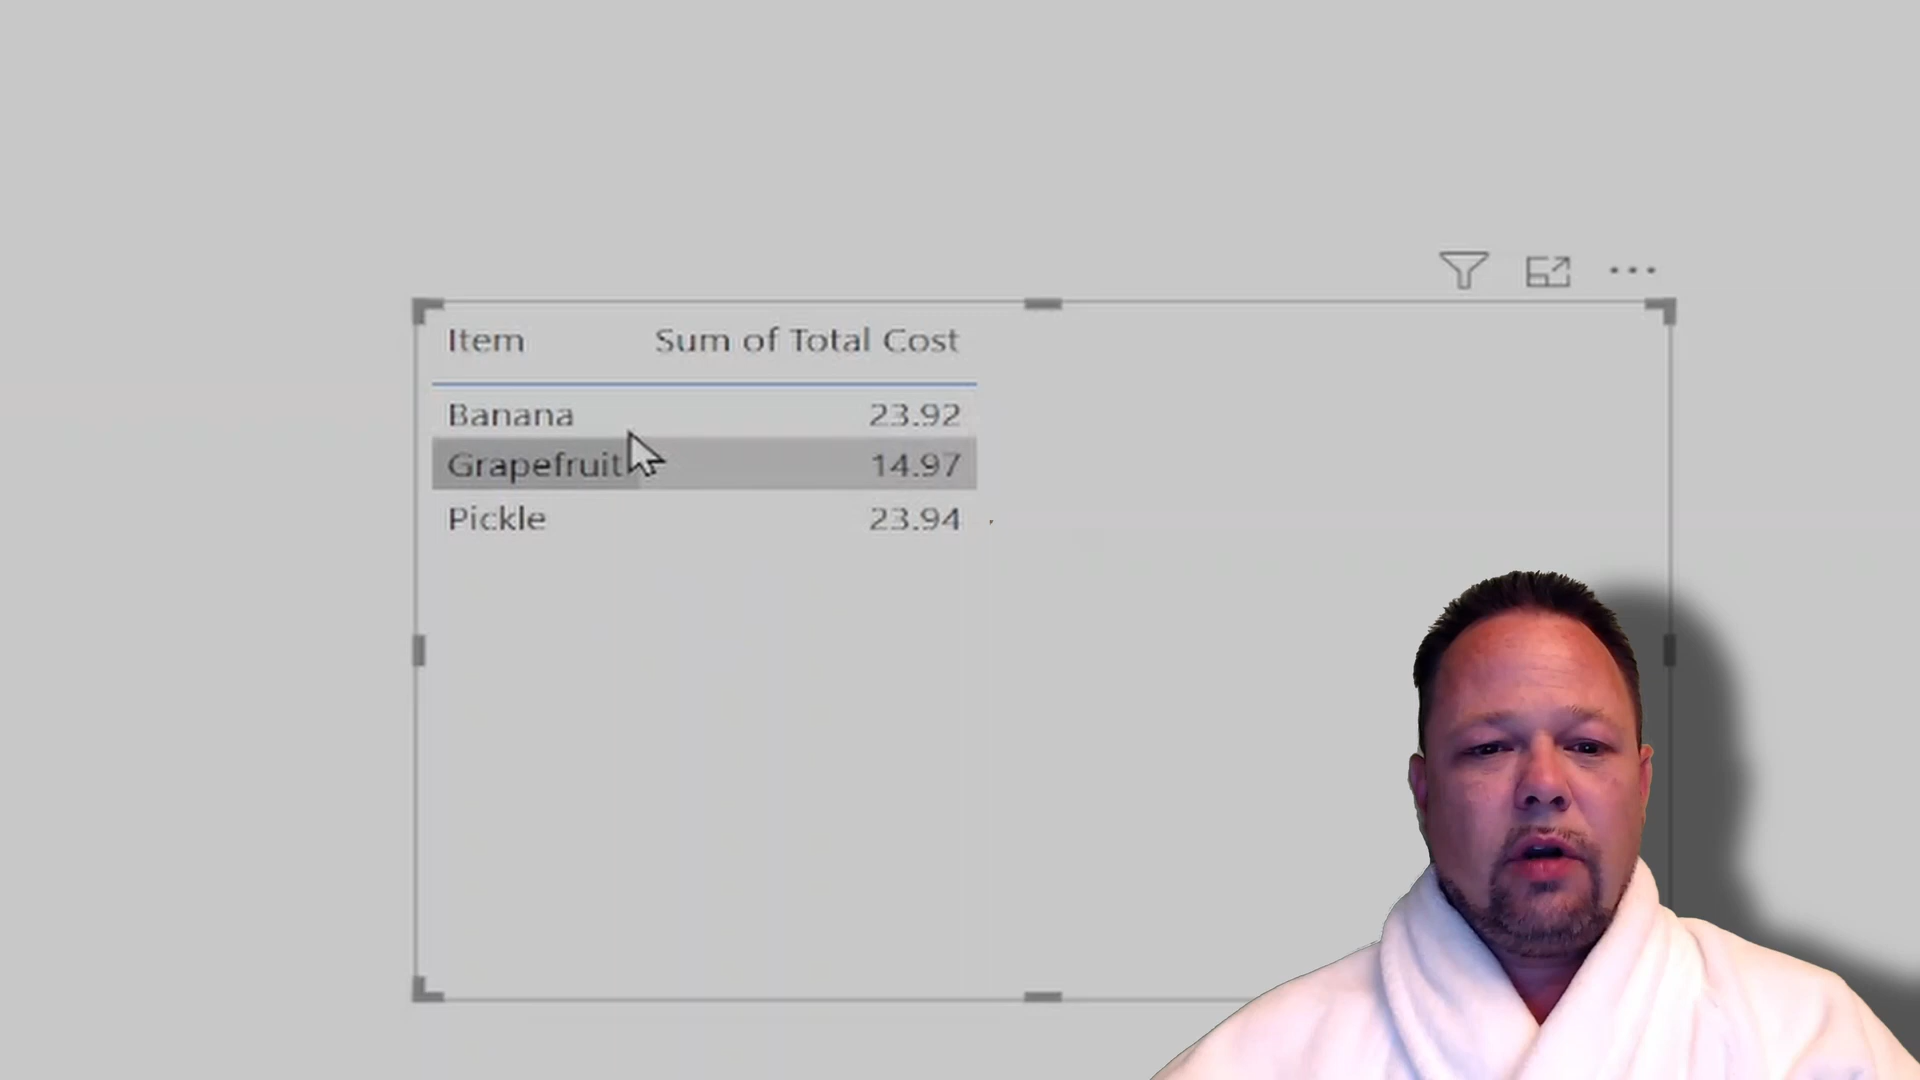 Item Sum of Total Cost
Banana 23.92
Grapefruit 14.97
Pickle 23.94